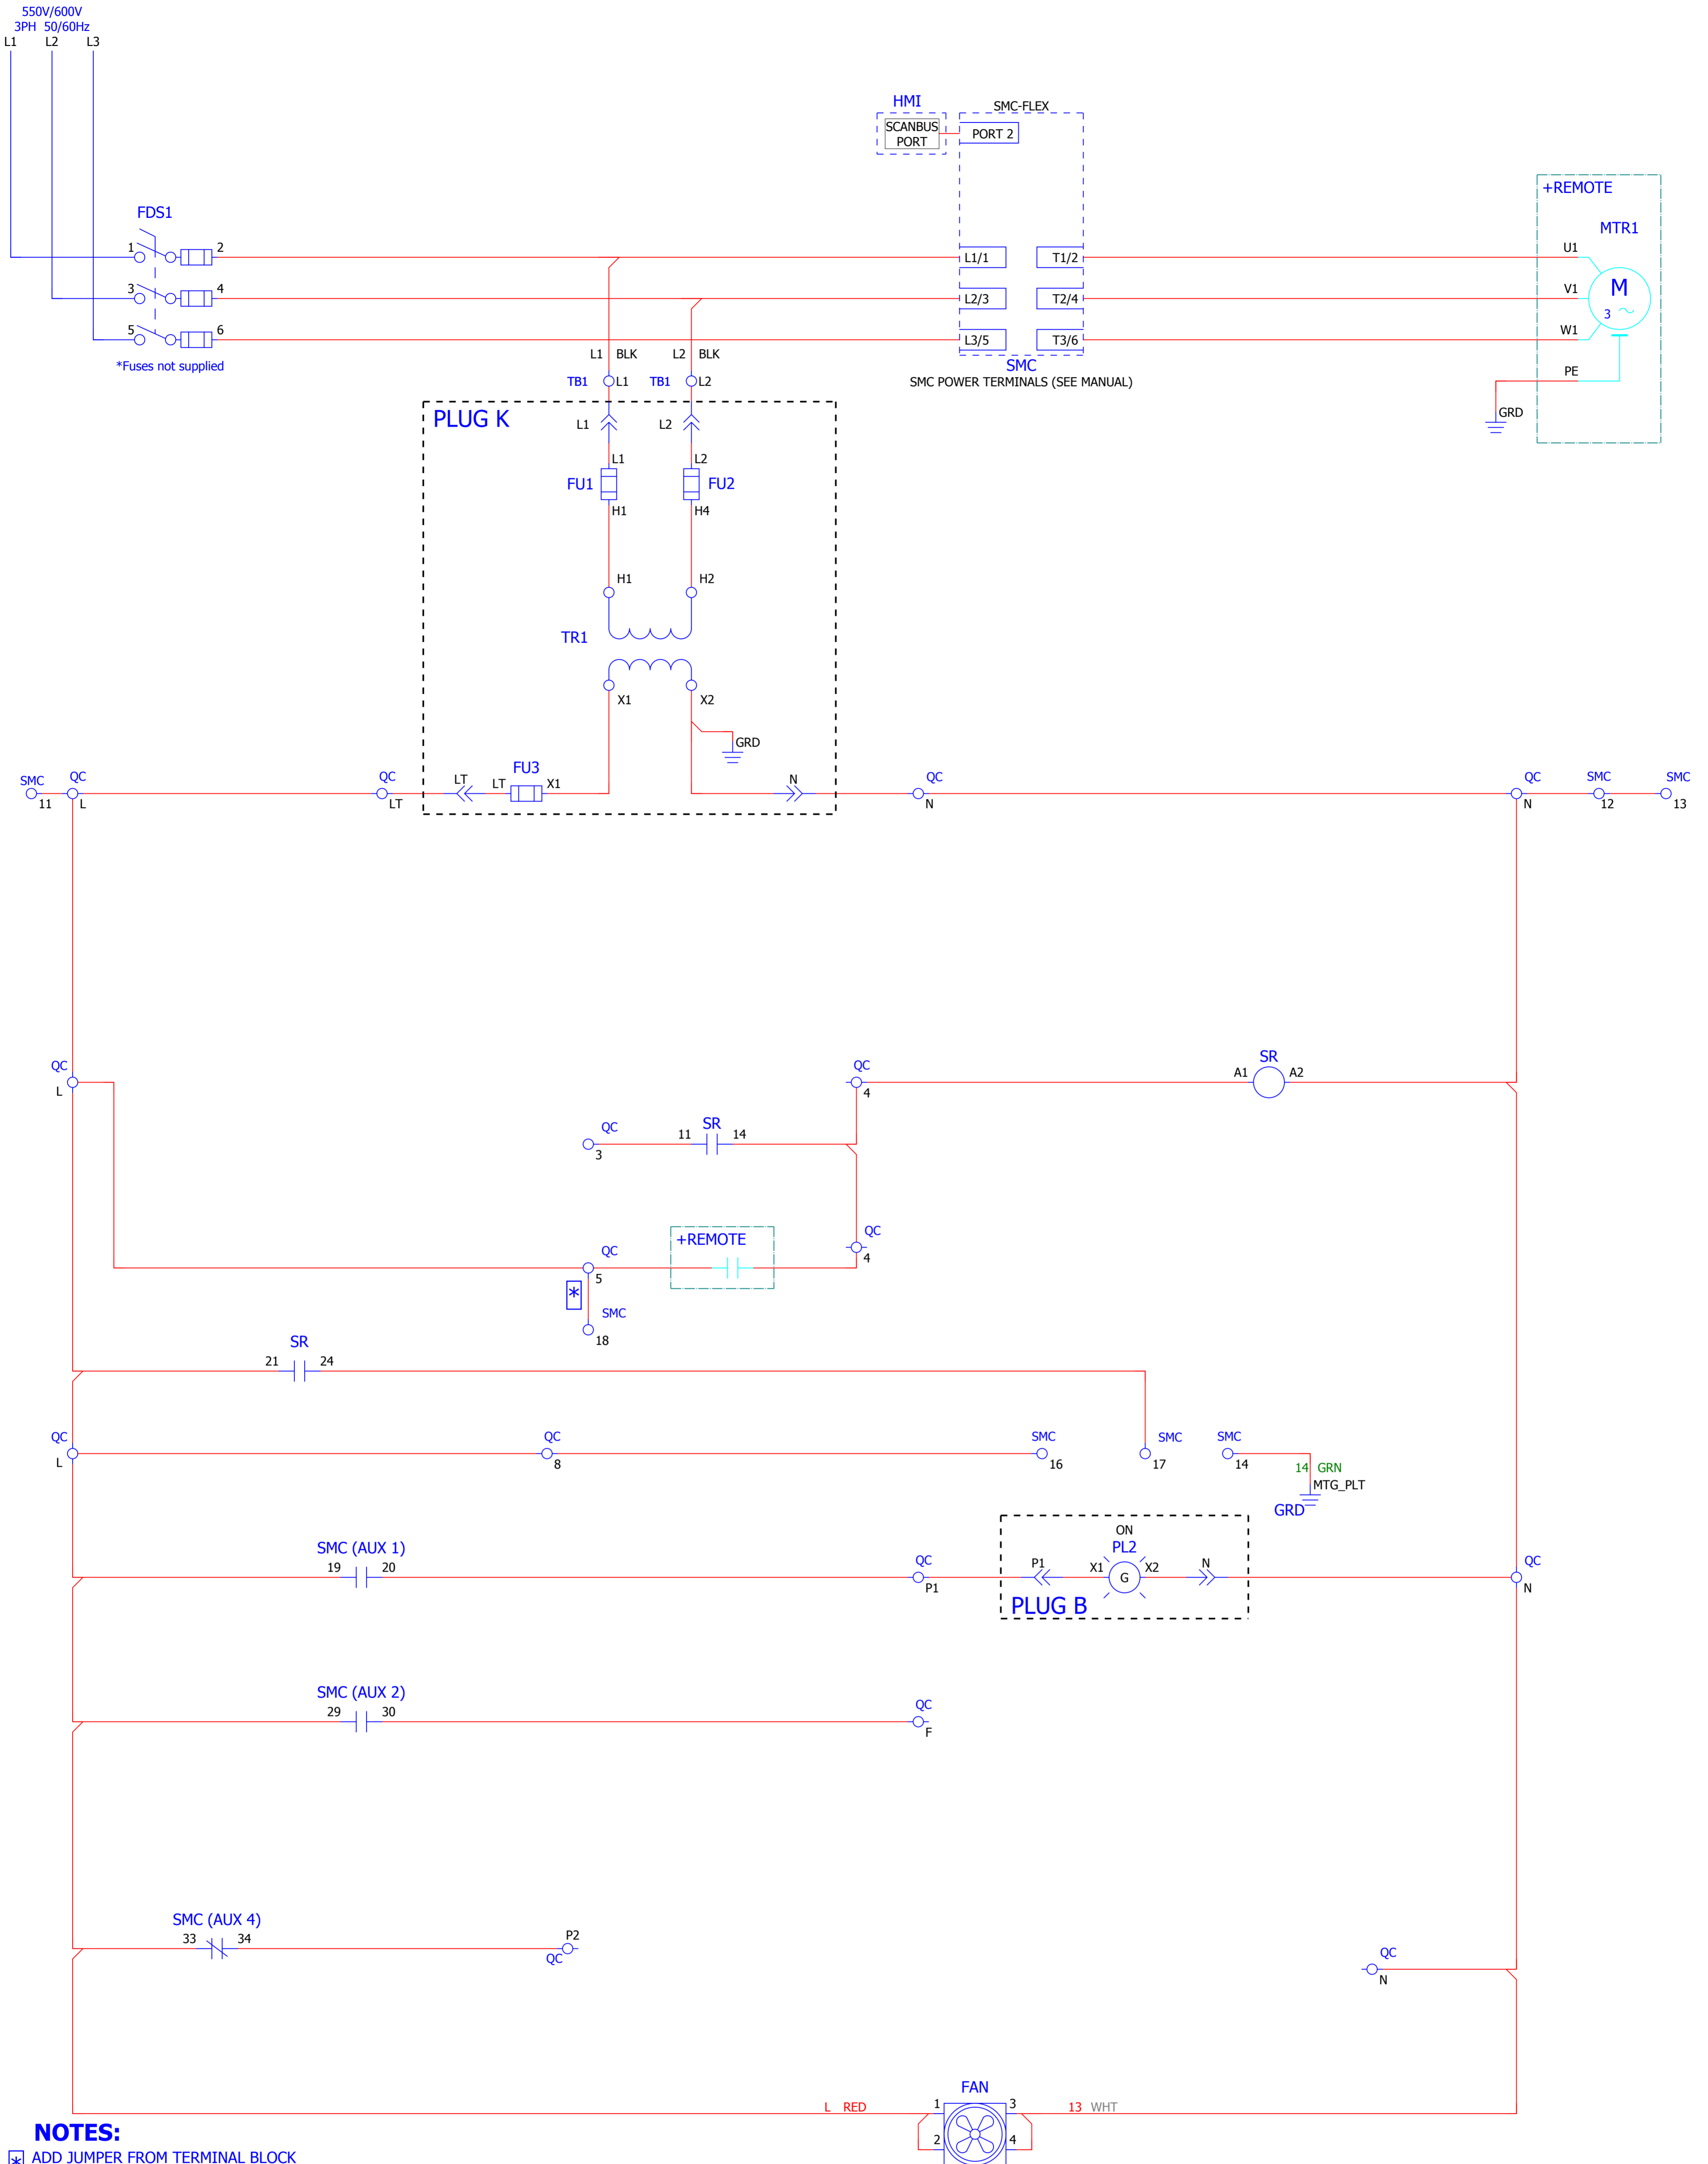 550V/600V
3PH 50/60Hz
L1 L2 L3
HMI
SMC-FLEX
SCANBUS
PORT
PORT 2
+REMOTE
MTR1
FDS1
1 2
3 4
5 6
*Fuses not supplied
L1/1 T1/2
L2/3 T2/4
L3/5 T3/6
SMC
SMC POWER TERMINALS (SEE MANUAL)
U1
V1
W1
PE
M
3
GRD
L1 BLK L2 BLK
TB1 L1 TB1 L2
PLUG K
L1 L2
L1 L2
FU1 FU2
H1 H4
H1 H2
TR1
X1 X2
GRD
SMC QC QC LT LT FU3 X1 N QC QC SMC SMC
11 L LT N N 12 13
QC QC SR
L 4 A1 A2
QC SR
3 11 14
+REMOTE QC
4
QC
5
*
SMC
18
SR
21 24
QC QC SMC SMC SMC
L 8 16 17 14
14 GRN
MTG_PLT
GRD
ON
PL2
SMC (AUX 1)
19 20
QC
P1
P1 X1 G X2 N
PLUG B
QC
N
SMC (AUX 2)
29 30
QC
F
SMC (AUX 4)
33 34
P2
QC
QC
N
FAN
L RED 1 3 13 WHT
2 4
NOTES:
* ADD JUMPER FROM TERMINAL BLOCK